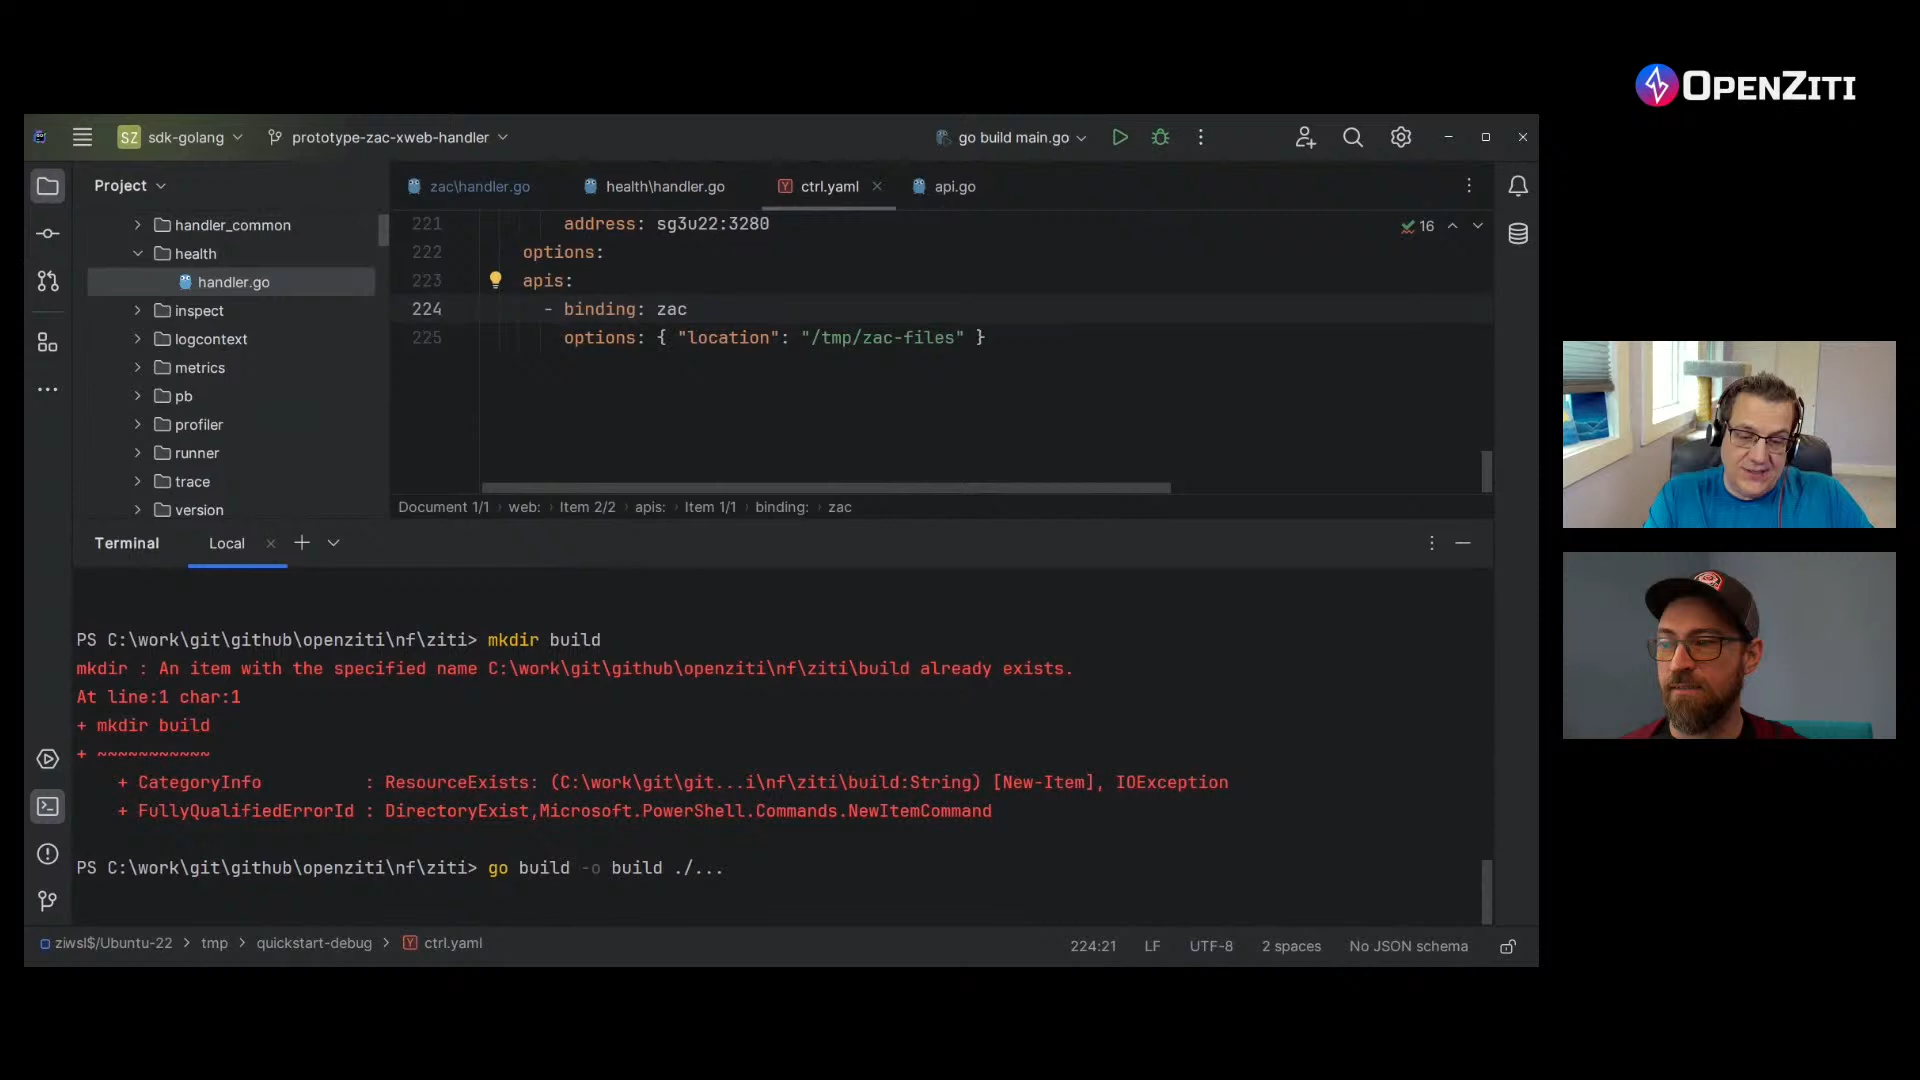 OPENZITI
SZ sdk-golang prototype-zac-xweb-handler go build main.go
Project
zac\handler.go health\handler.go ctrl.yaml api.go
handler_common
health
handler.go
inspect
logcontext
metrics
pb
profiler
runner
trace
version
221 address: sg3u22:3280
222 options:
223 apis:
224 - binding: zac
225 options: { "location": "/tmp/zac-files" }
16
Document 1/1 › web: › Item 2/2 › apis: › Item 1/1 › binding: › zac
Terminal Local
PS C:\work\git\github\openziti\nf\ziti> mkdir build
mkdir : An item with the specified name C:\work\git\github\openziti\nf\ziti\build already exists.
At line:1 char:1
+ mkdir build
+ ~~~~~~~~~~~
+ CategoryInfo : ResourceExists: (C:\work\git\git...i\nf\ziti\build:String) [New-Item], IOException
+ FullyQualifiedErrorId : DirectoryExist,Microsoft.PowerShell.Commands.NewItemCommand
PS C:\work\git\github\openziti\nf\ziti> go build -o build ./...
ziwsl$/Ubuntu-22 > tmp > quickstart-debug > ctrl.yaml
224:21 LF UTF-8 2 spaces No JSON schema